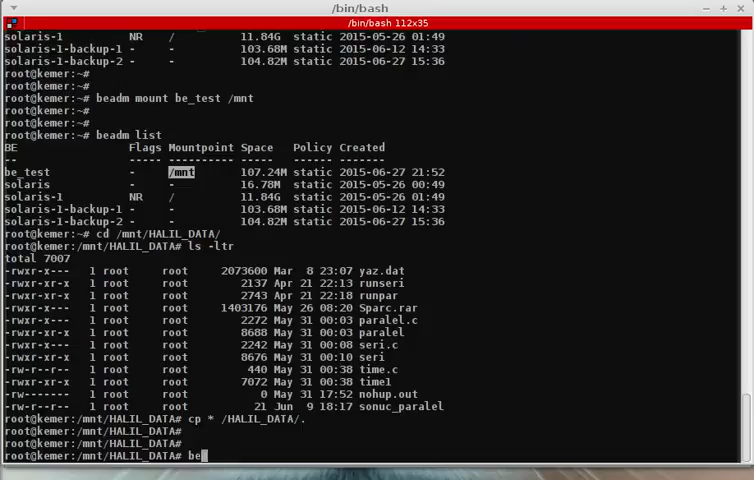 /bin/bash
/bin/bash 112x35
solaris-1 NR / 11.84G static 2015-05-26 01:49
solaris-1-backup-1 - - 103.68M static 2015-06-12 14:33
solaris-1-backup-2 - - 104.82M static 2015-06-27 15:36
root@kemer:~#
root@kemer:~#
root@kemer:~# beadm mount be_test /mnt
root@kemer:~#
root@kemer:~#
root@kemer:~# beadm list
BE Flags Mountpoint Space Policy Created
-- ----- ---------- ----- ------ -------
be_test - /mnt 107.24M static 2015-06-27 21:52
solaris - - 16.78M static 2015-05-26 00:49
solaris-1 NR / 11.84G static 2015-05-26 01:49
solaris-1-backup-1 - - 103.68M static 2015-06-12 14:33
solaris-1-backup-2 - - 104.82M static 2015-06-27 15:36
root@kemer:~# cd /mnt/HALIL_DATA/
root@kemer:/mnt/HALIL_DATA# ls -ltr
total 7007
-rwxr-x--- 1 root root 2073600 Mar 8 23:07 yaz.dat
-rwxr-xr-x 1 root root 2137 Apr 21 22:13 runseri
-rwxr-xr-x 1 root root 2743 Apr 21 22:18 runpar
-rwxr-x--- 1 root root 1403176 May 26 08:20 Sparc.rar
-rwxr-x--- 1 root root 2272 May 31 00:03 paralel.c
-rwxr-xr-x 1 root root 8688 May 31 00:03 paralel
-rwxr-x--- 1 root root 2242 May 31 00:08 seri.c
-rwxr-xr-x 1 root root 8676 May 31 00:10 seri
-rwxr-x--- 1 root root 440 May 31 00:38 time.c
-rwxr-xr-x 1 root root 7072 May 31 00:38 time1
-rw------- 1 root root 0 May 31 17:52 nohup.out
-rw-r--r-- 1 root root 21 Jun 9 18:17 sonuc_paralel
root@kemer:/mnt/HALIL_DATA# cp * /HALIL_DATA/.
root@kemer:/mnt/HALIL_DATA#
root@kemer:/mnt/HALIL_DATA#
root@kemer:/mnt/HALIL_DATA# be